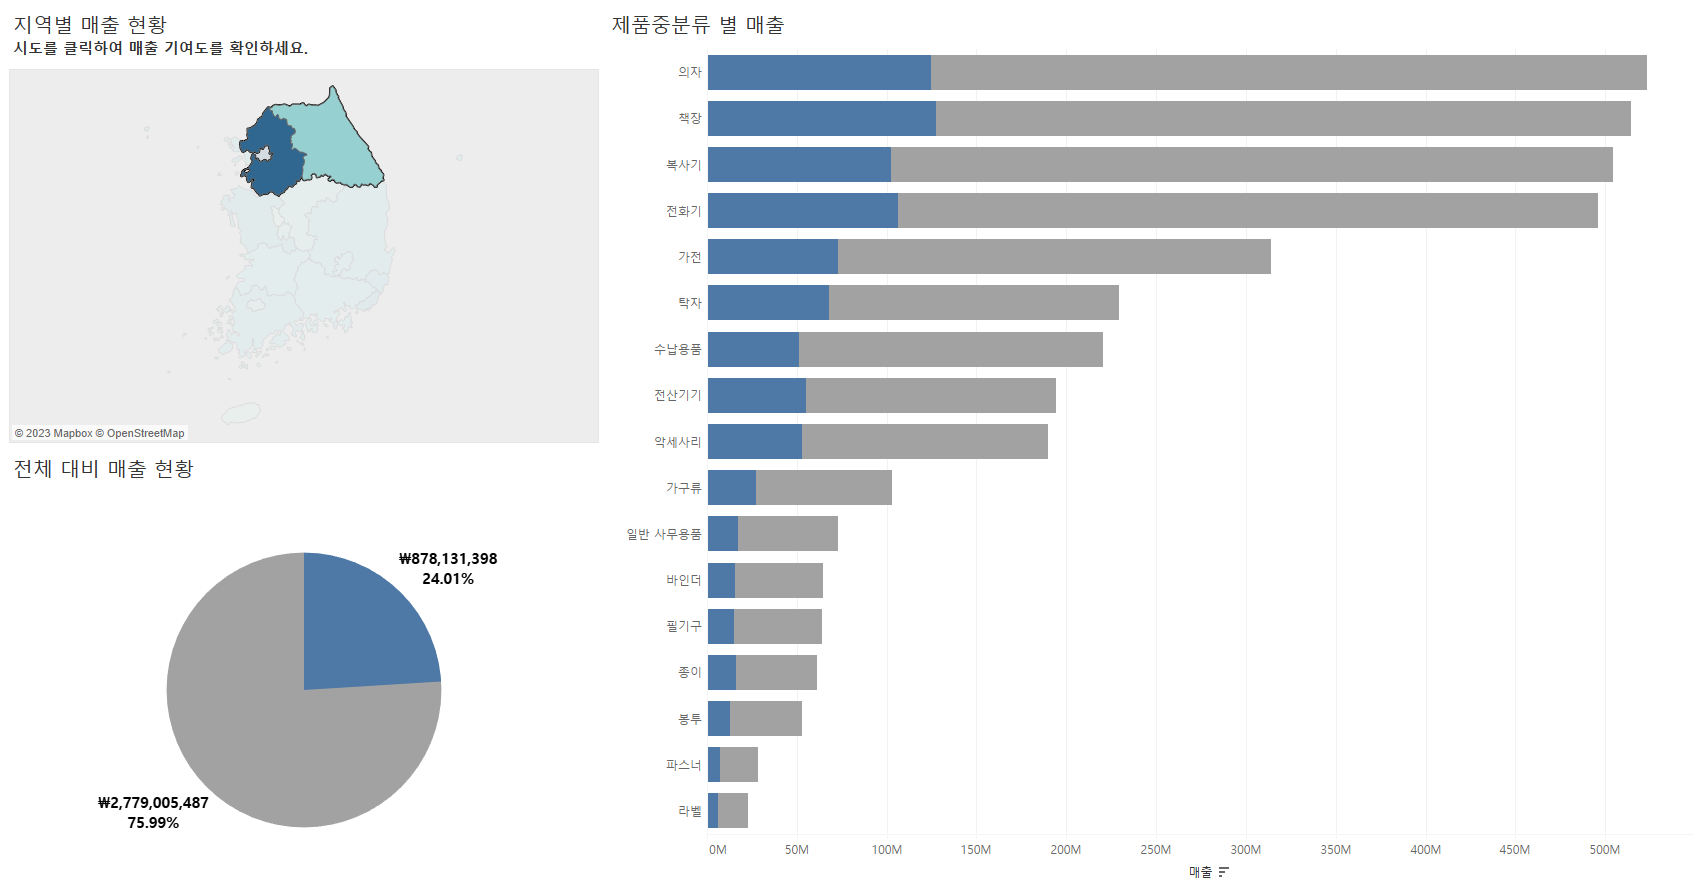 지역별 매출 현황
시도를 클릭하여 매출 기여도를 확인하세요.
© 2023 Mapbox © OpenStreetMap
전체 대비 매출 현황
₩878,131,398
24.01%
₩2,779,005,487
75.99%
제품중분류 별 매출
의자
책장
복사기
전화기
가전
탁자
수납용품
전산기기
악세사리
가구류
일반 사무용품
바인더
필기구
종이
봉투
파스너
라벨
0M 50M 100M 150M 200M 250M 300M 350M 400M 450M 500M
매출